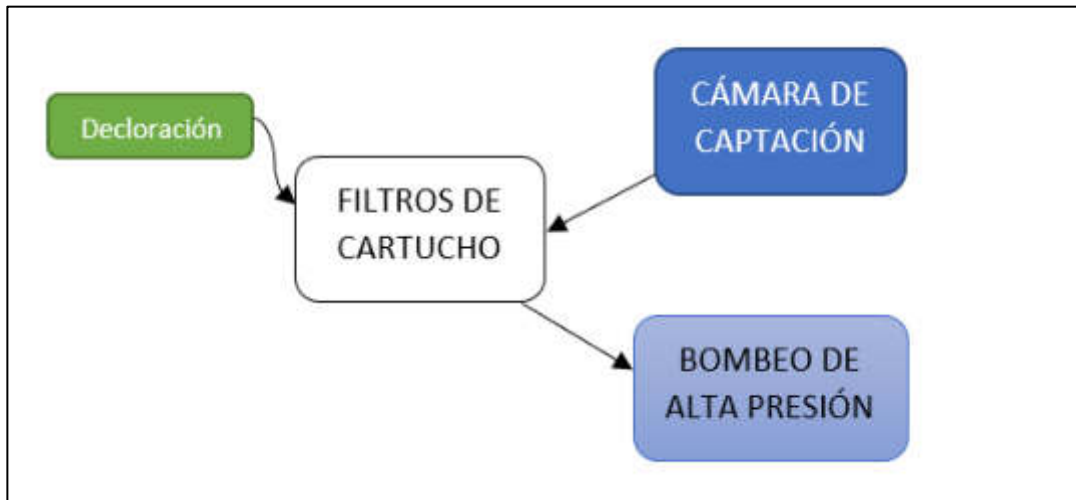 Decloración
CÁMARA DE
CAPTACIÓN
FILTROS DE
CARTUCHO
BOMBEO DE
ALTA PRESIÓN